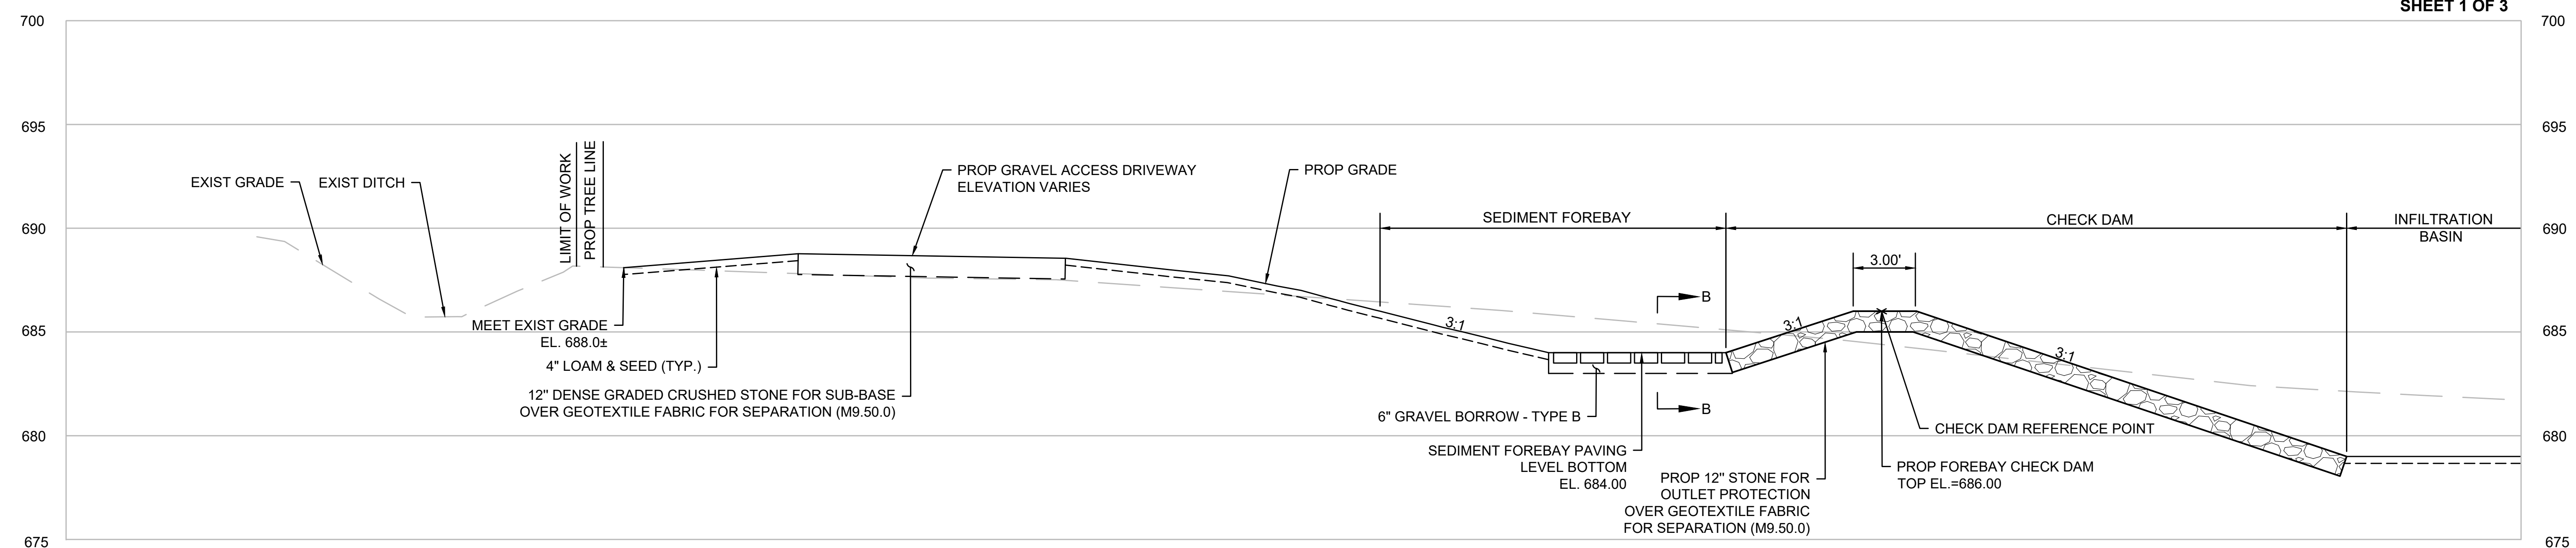 SHEET 1 OF 3
700
700
695
695
690
690
685
685
680
680
675
675
EXIST GRADE
EXIST DITCH
LIMIT OF WORK
PROP TREE LINE
PROP GRAVEL ACCESS DRIVEWAY
ELEVATION VARIES
PROP GRADE
SEDIMENT FOREBAY
CHECK DAM
INFILTRATION
BASIN
3.00'
B
B
3:1
3:1
3:1
MEET EXIST GRADE
EL. 688.0±
4" LOAM & SEED (TYP.)
12" DENSE GRADED CRUSHED STONE FOR SUB-BASE
OVER GEOTEXTILE FABRIC FOR SEPARATION (M9.50.0)
6" GRAVEL BORROW - TYPE B
SEDIMENT FOREBAY PAVING
LEVEL BOTTOM
EL. 684.00
PROP 12" STONE FOR
OUTLET PROTECTION
OVER GEOTEXTILE FABRIC
FOR SEPARATION (M9.50.0)
CHECK DAM REFERENCE POINT
PROP FOREBAY CHECK DAM
TOP EL.=686.00